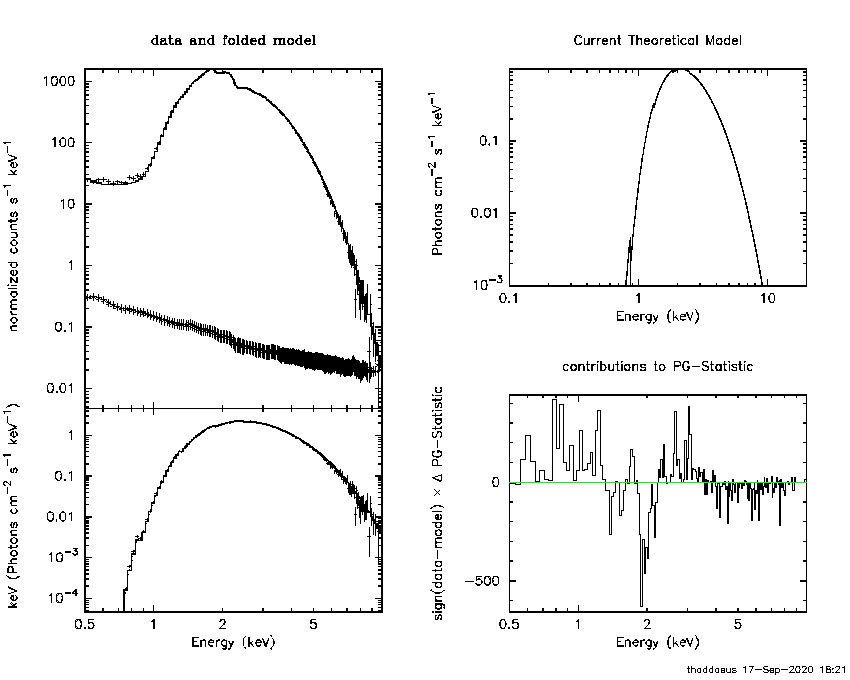 data and folded model
normalized counts s⁻¹ keV⁻¹
1000
100
10
1
0.1
0.01
keV (Photons cm⁻² s⁻¹ keV⁻¹)
1
0.1
0.01
10⁻³
10⁻⁴
0.5 1 2 5
Energy (keV)
Current Theoretical Model
Photons cm⁻² s⁻¹ keV⁻¹
0.1
0.01
10⁻³
0.1 1 10
Energy (keV)
contributions to PG-Statistic
sign(data-model) × Δ PG-Statistic
0
-500
0.5 1 2 5
Energy (keV)
thaddaeus 17-Sep-2020 18:21